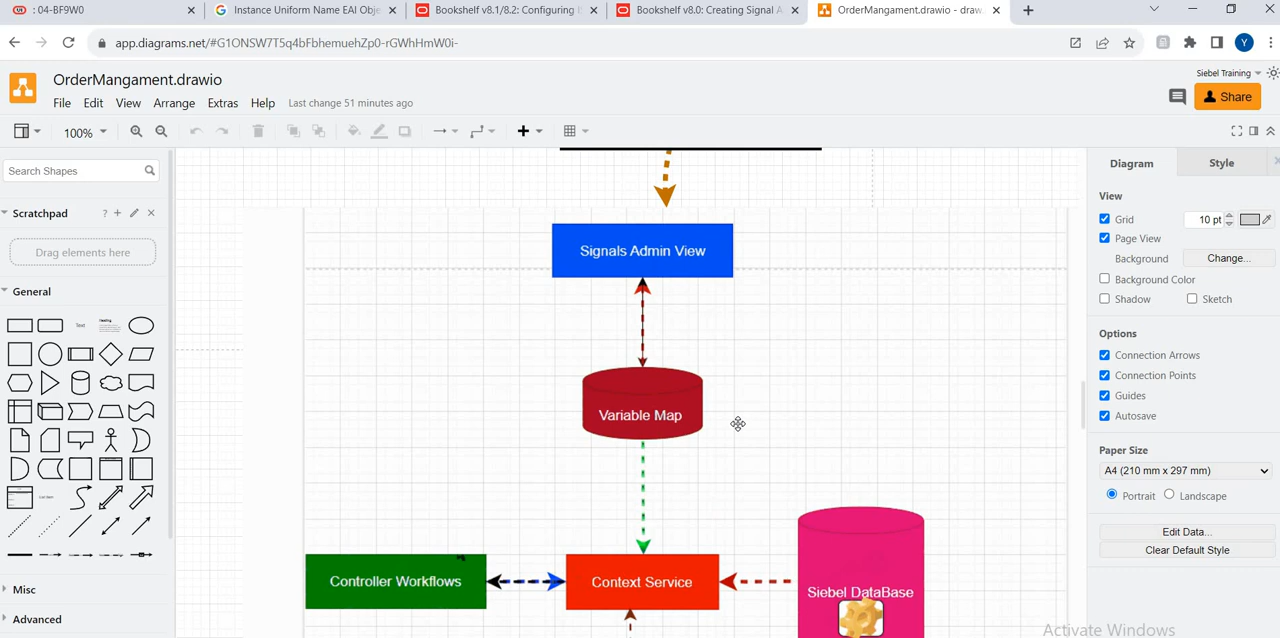 : 04-BF9W0
Instance Uniform Name EAI Obje
Bookshelf v8.1/8.2: Configuring
Bookshelf v8.0: Creating Signal A
OrderMangament.drawio - draw
app.diagrams.net/#G1ONSW7T5q4bFbhemuehZp0-rGWhHmW0i-
Y
OrderMangament.drawio
Siebel Training
File Edit View Arrange Extras Help Last change 51 minutes ago
Share
100%
Search Shapes
Scratchpad
?
Drag elements here
General
Text
Heading
List Item
Misc
Advanced
Signals Admin View
Variable Map
Controller Workflows
Context Service
Siebel DataBase
Diagram
Style
View
Grid
10 pt
Page View
Background
Change...
Background Color
Shadow
Sketch
Options
Connection Arrows
Connection Points
Guides
Autosave
Paper Size
A4 (210 mm x 297 mm)
Portrait
Landscape
Edit Data...
Clear Default Style
Activate Windows